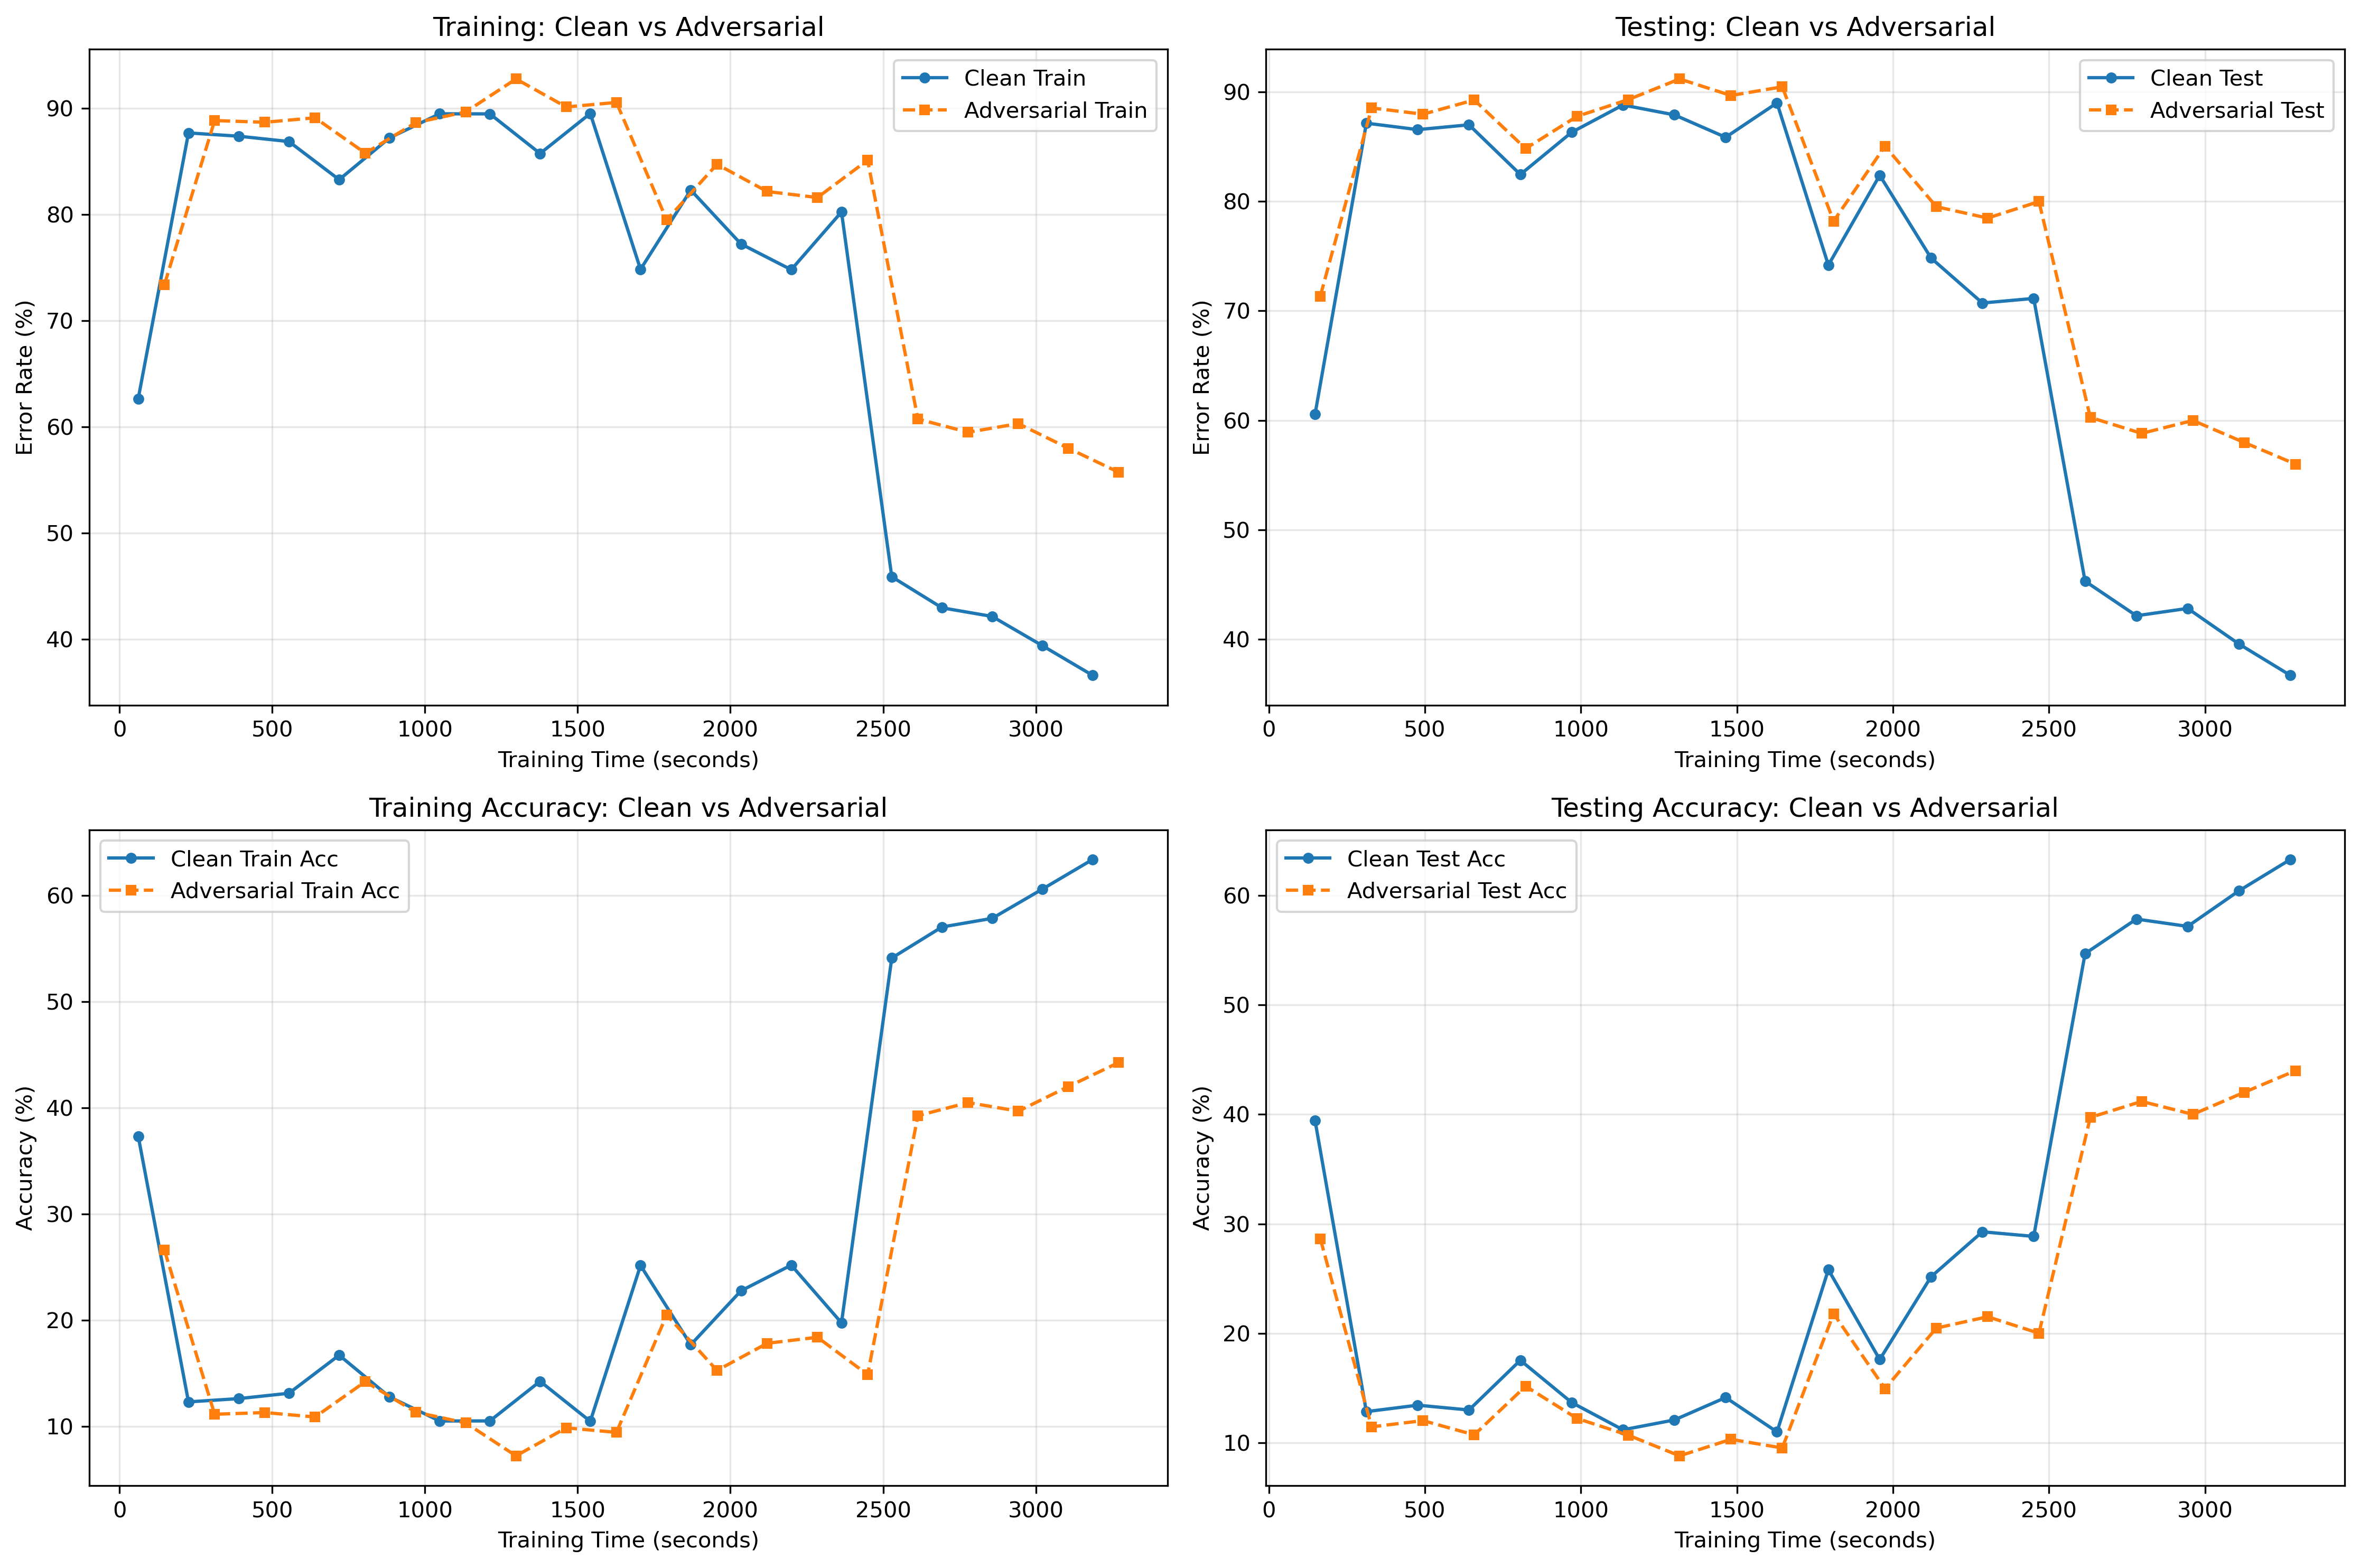 Training: Clean vs Adversarial
Clean Train
Adversarial Train
Error Rate (%)
90
80
70
60
50
40
0 500 1000 1500 2000 2500 3000
Training Time (seconds)
Testing: Clean vs Adversarial
Clean Test
Adversarial Test
Error Rate (%)
90
80
70
60
50
40
0 500 1000 1500 2000 2500 3000
Training Time (seconds)
Training Accuracy: Clean vs Adversarial
Clean Train Acc
Adversarial Train Acc
Accuracy (%)
60
50
40
30
20
10
0 500 1000 1500 2000 2500 3000
Training Time (seconds)
Testing Accuracy: Clean vs Adversarial
Clean Test Acc
Adversarial Test Acc
Accuracy (%)
60
50
40
30
20
10
0 500 1000 1500 2000 2500 3000
Training Time (seconds)